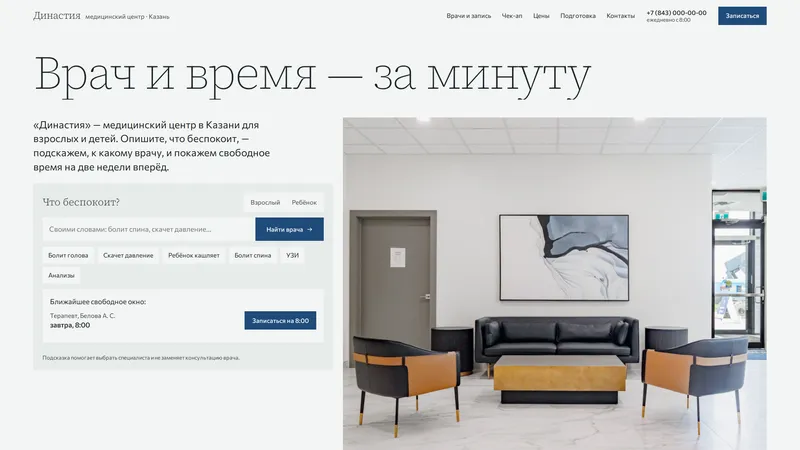 Династия медицинский центр · Казань
Врачи и запись Чек-ап Цены Подготовка Контакты
+7 (843) 000-00-00
ежедневно с 8:00
Записаться
Врач и время — за минуту
«Династия» — медицинский центр в Казани для
взрослых и детей. Опишите, что беспокоит, —
подскажем, к какому врачу, и покажем свободное
время на две недели вперёд.
Что беспокоит?
Взрослый Ребёнок
Своими словами: болит спина, скачет давление...
Найти врача →
Болит голова Скачет давление Ребёнок кашляет Болит спина УЗИ
Анализы
Ближайшее свободное окно:
Терапевт, Белова А. С.
завтра, 8:00
Записаться на 8:00
Подсказка помогает выбрать специалиста и не заменяет консультацию врача.